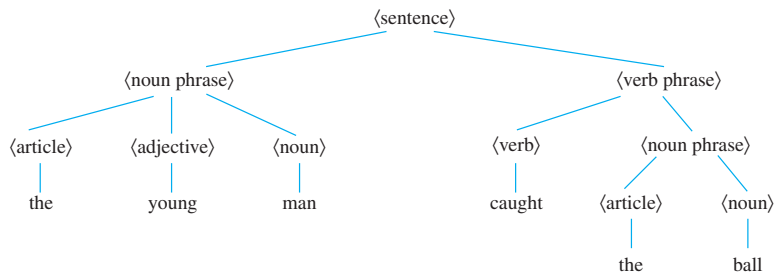 ⟨sentence⟩
⟨noun phrase⟩ ⟨verb phrase⟩
⟨article⟩ ⟨adjective⟩ ⟨noun⟩ ⟨verb⟩ ⟨noun phrase⟩
the young man caught ⟨article⟩ ⟨noun⟩
the ball